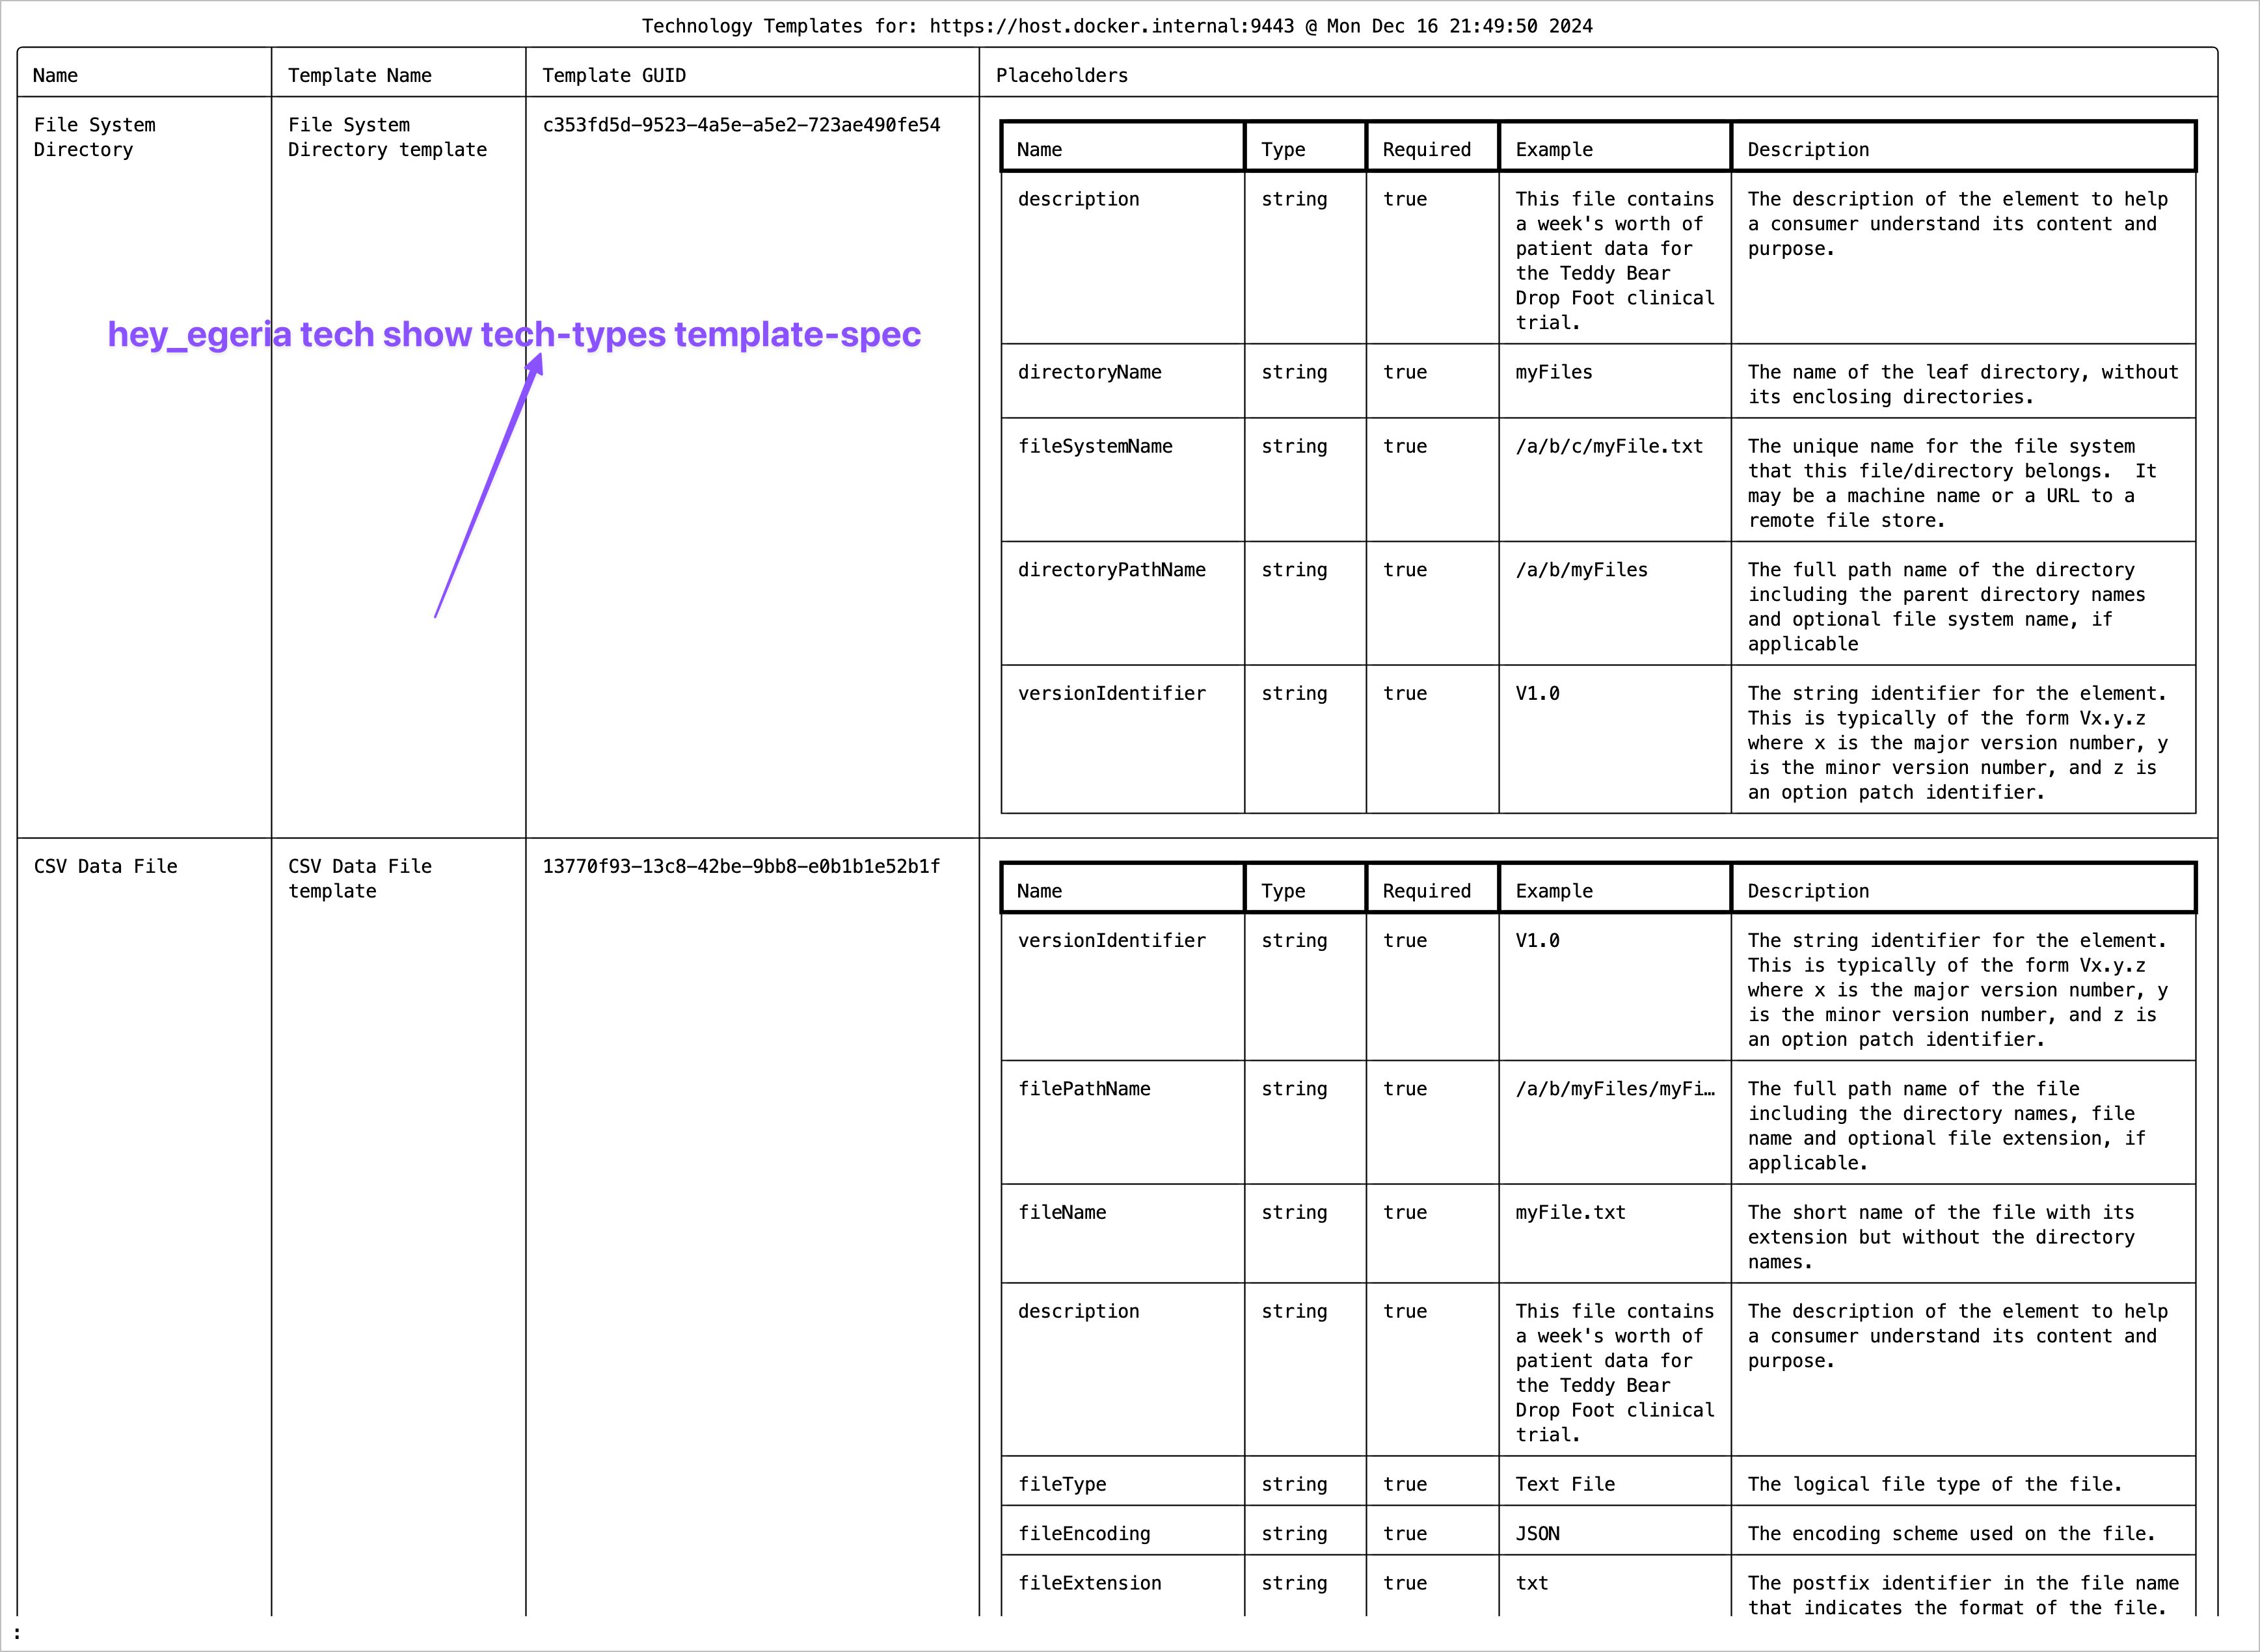 Technology Templates for: https://host.docker.internal:9443 @ Mon Dec 16 21:49:50 2024
Name Template Name Template GUID Placeholders
File System Directory
File System Directory template
c353fd5d-9523-4a5e-a5e2-723ae490fe54
Name Type Required Example Description
description string true This file contains The description of the element to help
a week's worth of a consumer understand its content and
patient data for purpose.
the Teddy Bear
Drop Foot clinical
trial.
hey_egeria tech show tech-types template-spec
directoryName string true myFiles The name of the leaf directory, without
its enclosing directories.
fileSystemName string true /a/b/c/myFile.txt The unique name for the file system
that this file/directory belongs.  It
may be a machine name or a URL to a
remote file store.
directoryPathName string true /a/b/myFiles The full path name of the directory
including the parent directory names
and optional file system name, if
applicable
versionIdentifier string true V1.0 The string identifier for the element.
This is typically of the form Vx.y.z
where x is the major version number, y
is the minor version number, and z is
an option patch identifier.
CSV Data File
CSV Data File template
13770f93-13c8-42be-9bb8-e0b1b1e52b1f
Name Type Required Example Description
versionIdentifier string true V1.0 The string identifier for the element.
This is typically of the form Vx.y.z
where x is the major version number, y
is the minor version number, and z is
an option patch identifier.
filePathName string true /a/b/myFiles/myFi… The full path name of the file
including the directory names, file
name and optional file extension, if
applicable.
fileName string true myFile.txt The short name of the file with its
extension but without the directory
names.
description string true This file contains The description of the element to help
a week's worth of a consumer understand its content and
patient data for purpose.
the Teddy Bear
Drop Foot clinical
trial.
fileType string true Text File The logical file type of the file.
fileEncoding string true JSON The encoding scheme used on the file.
fileExtension string true txt The postfix identifier in the file name
that indicates the format of the file.
: